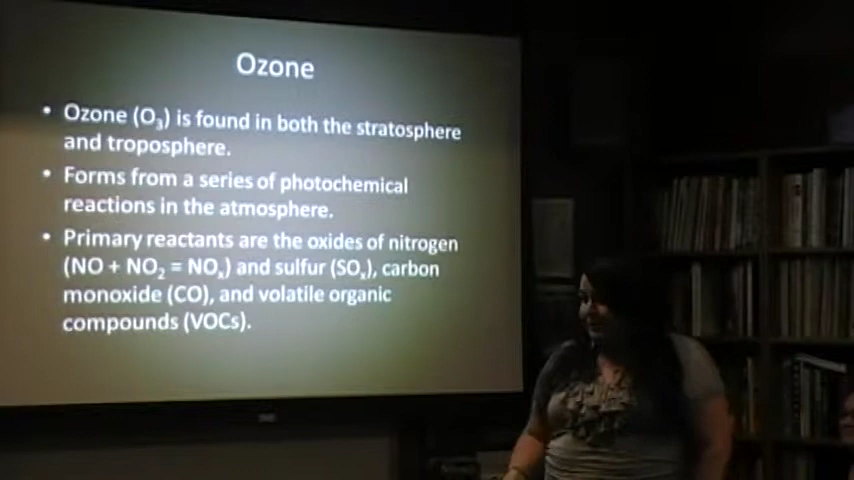 Ozone
• Ozone (O₃) is found in both the stratosphere
and troposphere.
• Forms from a series of photochemical
reactions in the atmosphere.
• Primary reactants are the oxides of nitrogen
(NO + NO₂ = NOₓ) and sulfur (SOₓ), carbon
monoxide (CO), and volatile organic
compounds (VOCs).